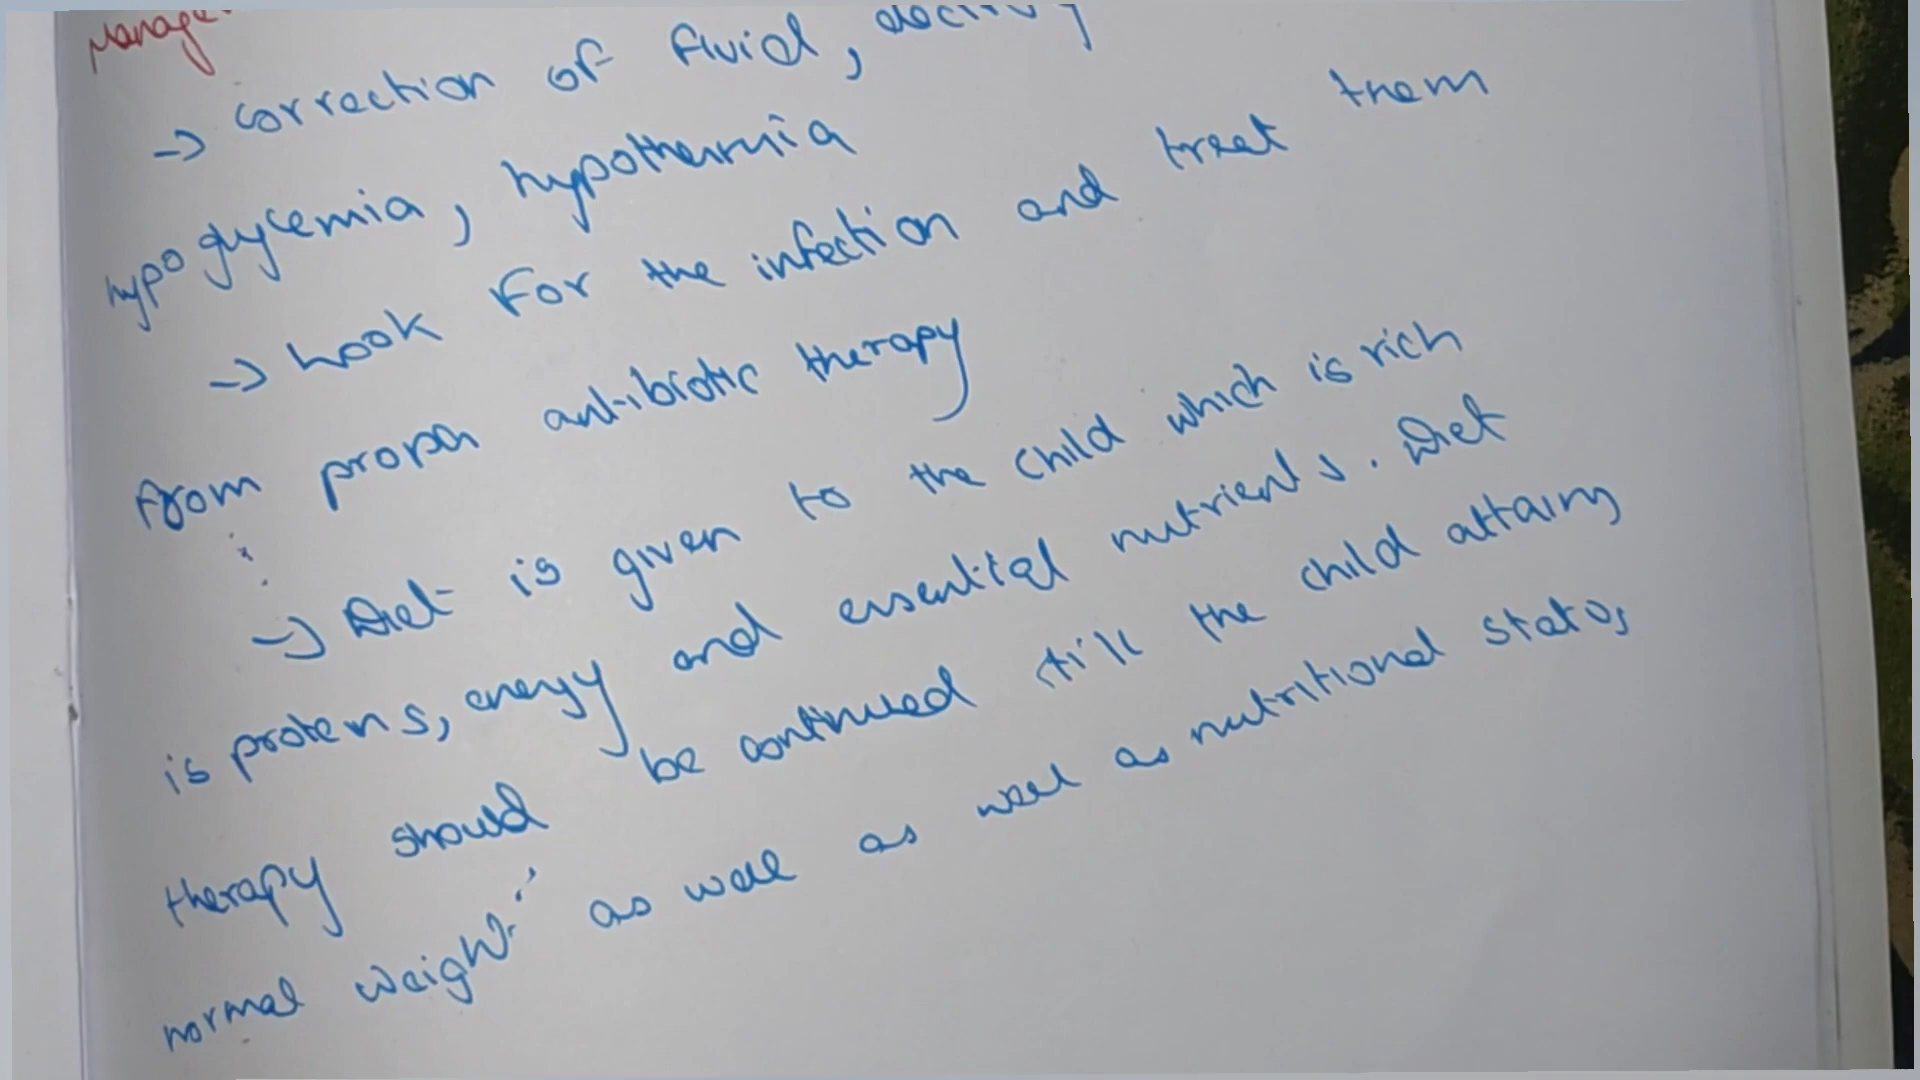 → correction of fluid,
hypoglycemia, hypothermia
→ Look for the infection and treat them
from proper antibiotic therapy
→ Diet is given to the child which is rich
is protens, energy and essential nutrients. Diet
therapy should be continued till the child attains
normal weight as well as well as nutritional status